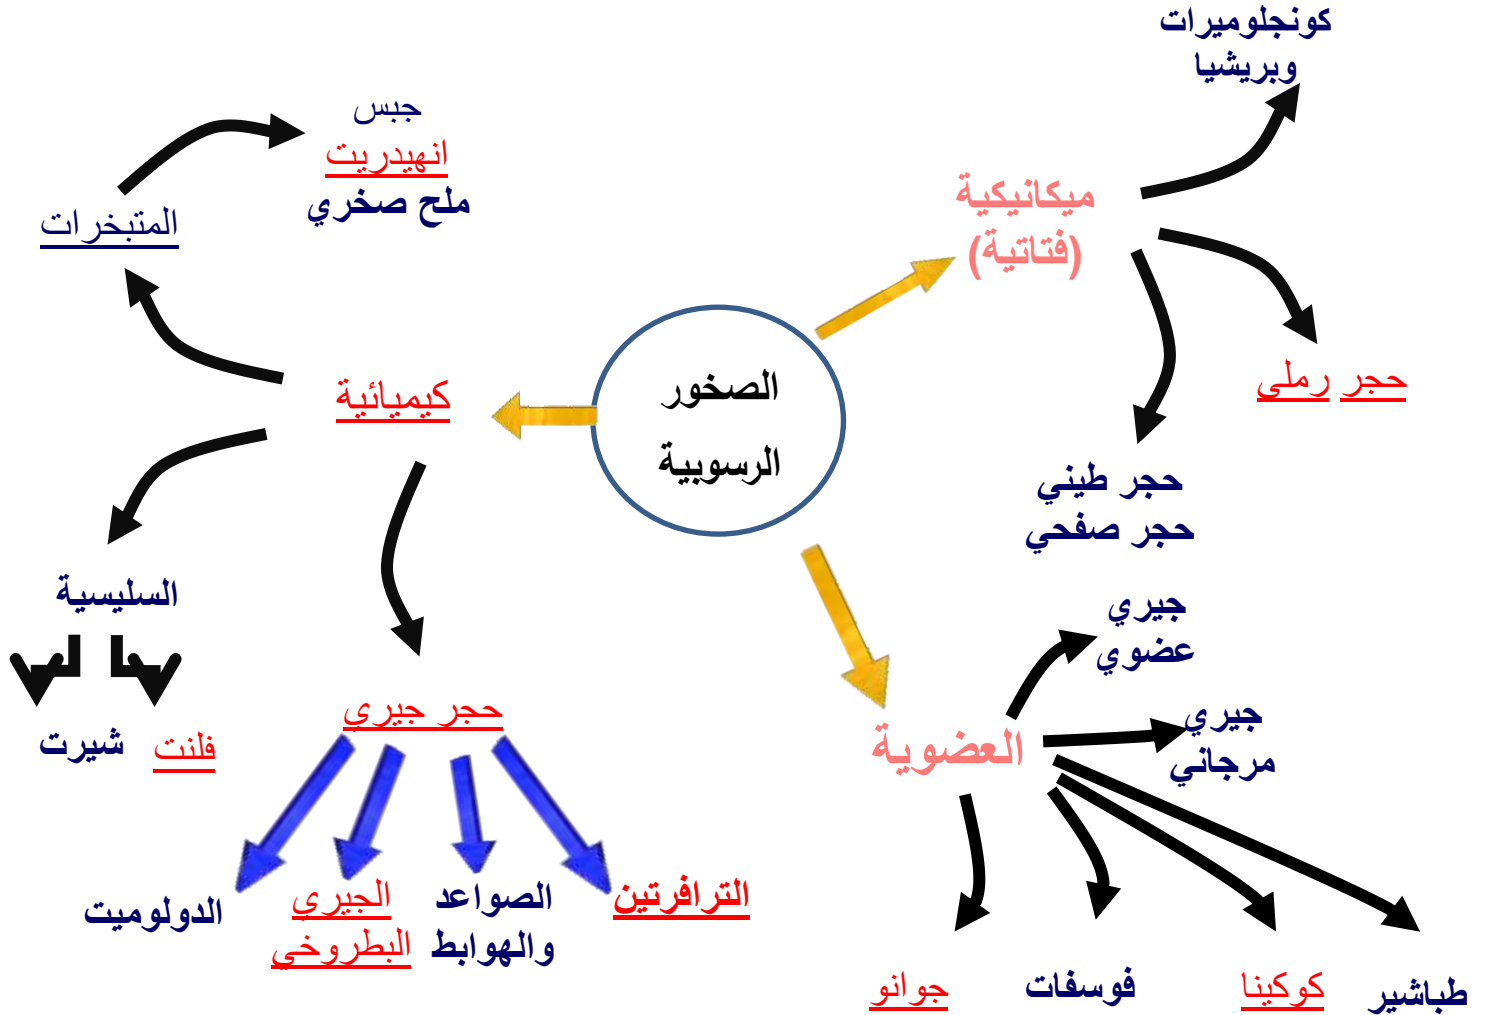 كونجلوميرات
وبريشيا
ميكانيكية
(فتاتية)
حجر رملى
حجر طيني
حجر صفحي
جبس
انهيدريت
ملح صخري
المتبخرات
كيميائية
الصخور
الرسوبية
السليسية
فلنت
شيرت
حجر جيري
الترافرتين
الصواعد
والهوابط
الجيري
البطروخي
الدولوميت
العضوية
جيري
عضوي
جيري
مرجاني
طباشير
كوكينا
فوسفات
جوانو